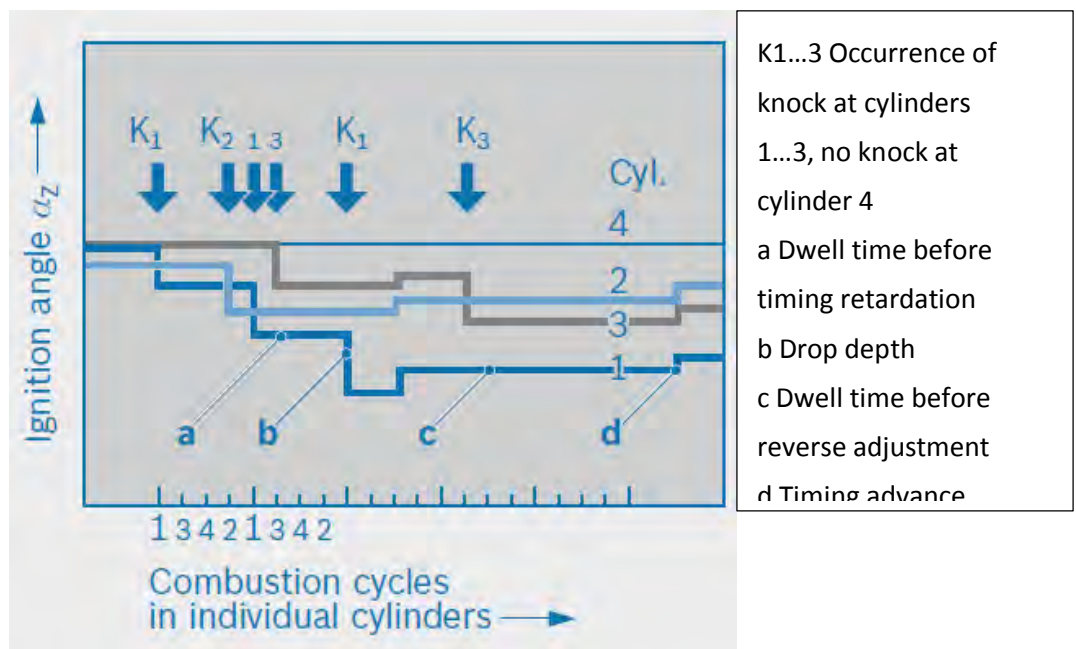 K1 K2 1 3 K1 K3
Cyl.
4
2
3
1
a b c d
Ignition angle αZ
1 3 4 2 1 3 4 2
Combustion cycles
in individual cylinders
K1...3 Occurrence of
knock at cylinders
1...3, no knock at
cylinder 4
a Dwell time before
timing retardation
b Drop depth
c Dwell time before
reverse adjustment
d Timing advance